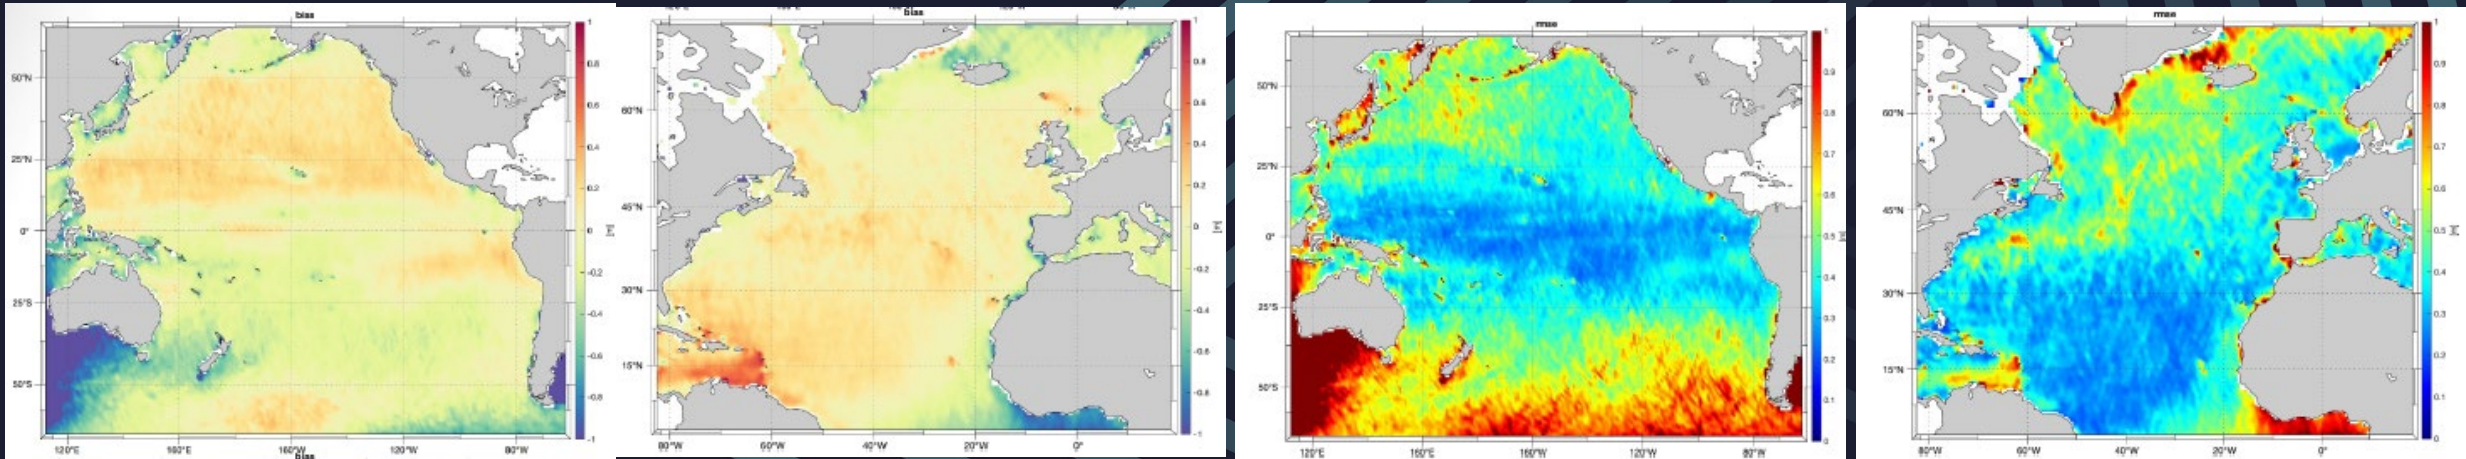 bias
1
0.8
0.6
0.4
0.2
0
-0.2
-0.4
-0.6
-0.8
-1
50°N
25°N
0°
25°S
50°S
120°E
160°E
160°W
120°W
80°W
bias
bias
1
0.8
0.6
0.4
0.2
0
-0.2
-0.4
-0.6
-0.8
-1
60°N
45°N
30°N
15°N
80°W
60°W
40°W
20°W
0°
rmse
1
0.9
0.8
0.7
0.6
0.5
0.4
0.3
0.2
0.1
0
50°N
25°N
0°
25°S
50°S
120°E
160°E
160°W
120°W
80°W
rmse
1
0.9
0.8
0.7
0.6
0.5
0.4
0.3
0.2
0.1
0
60°N
45°N
30°N
15°N
80°W
60°W
40°W
20°W
0°